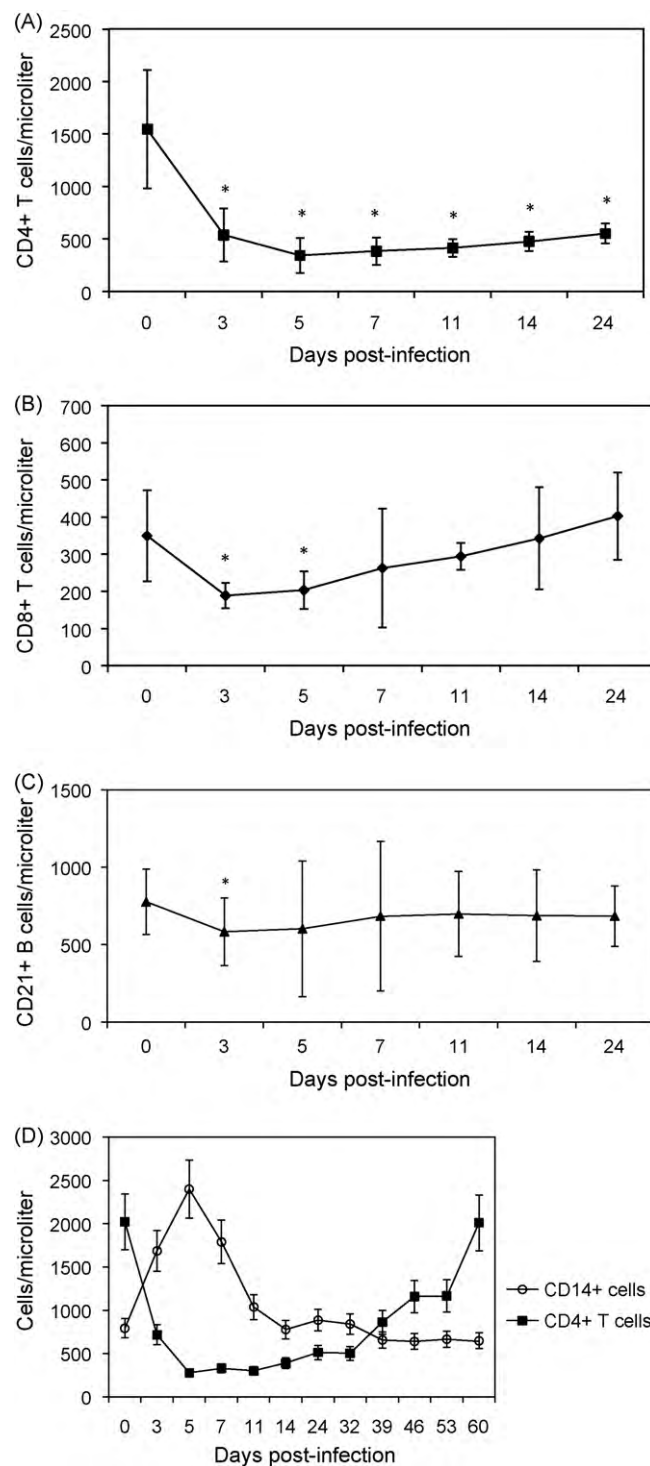 (A)
2500
2000
1500
1000
500
0
CD4+ T cells/microliter
* * * * * *
0 3 5 7 11 14 24
Days post-infection
(B)
700
600
500
400
300
200
100
0
CD8+ T cells/microliter
* *
0 3 5 7 11 14 24
Days post-infection
(C)
1500
1000
500
0
CD21+ B cells/microliter
*
0 3 5 7 11 14 24
Days post-infection
(D)
3000
2500
2000
1500
1000
500
0
Cells/microliter
CD14+ cells
CD4+ T cells
0 3 5 7 11 14 24 32 39 46 53 60
Days post-infection